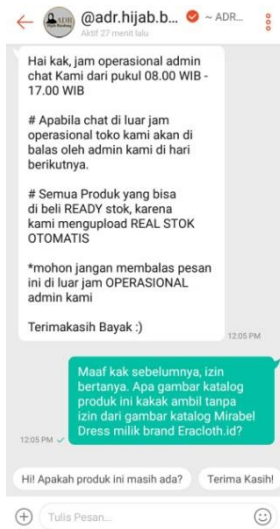 @adr.hijab.b... ~ ADR...
Aktif 27 menit lalu
Hai kak, jam operasional admin
chat Kami dari pukul 08.00 WIB -
17.00 WIB
# Apabila chat di luar jam
operasional toko kami akan di
balas oleh admin kami di hari
berikutnya.
# Semua Produk yang bisa
di beli READY stok, karena
kami mengupload REAL STOK
OTOMATIS
*mohon jangan membalas pesan
ini di luar jam OPERASIONAL
admin kami
Terimakasih Bayak :)
12:05 PM
Maaf kak sebelumnya, izin
bertanya. Apa gambar katalog
produk ini kakak ambil tanpa
izin dari gambar katalog Mirabel
Dress milik brand Eracloth.id?
12:05 PM
Hi! Apakah produk ini masih ada?
Terima Kasih!
Tulis Pesan...